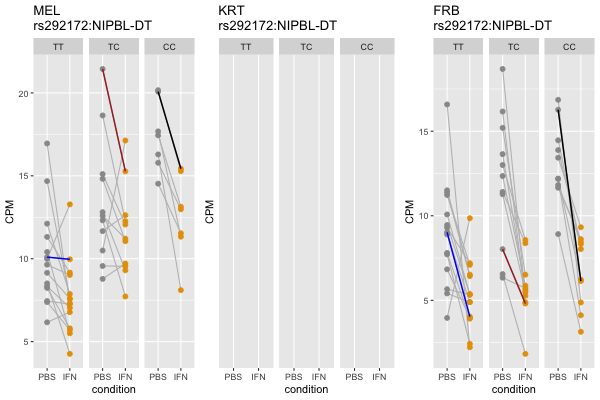 MEL
rs292172:NIPBL-DT
TT TC CC
20
15
10
5
CPM
PBS IFN PBS IFN PBS IFN
condition
KRT
rs292172:NIPBL-DT
TT TC CC
CPM
PBS IFN PBS IFN PBS IFN
condition
FRB
rs292172:NIPBL-DT
TT TC CC
15
10
5
CPM
PBS IFN PBS IFN PBS IFN
condition